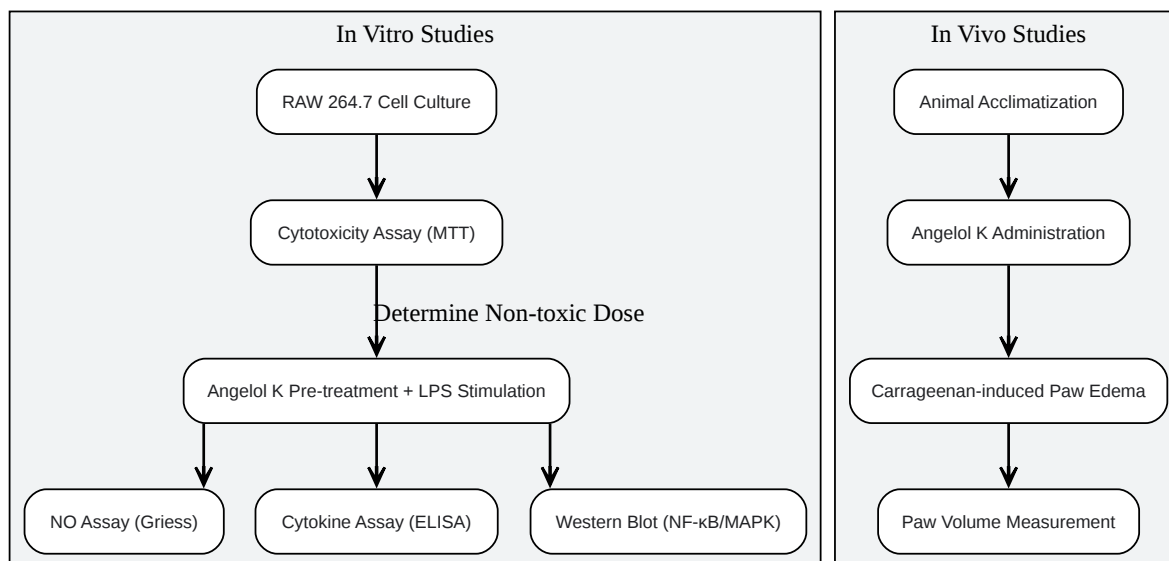 In Vitro Studies
RAW 264.7 Cell Culture
Cytotoxicity Assay (MTT)
Determine Non-toxic Dose
Angelol K Pre-treatment + LPS Stimulation
NO Assay (Griess)
Cytokine Assay (ELISA)
Western Blot (NF-κB/MAPK)
In Vivo Studies
Animal Acclimatization
Angelol K Administration
Carrageenan-induced Paw Edema
Paw Volume Measurement